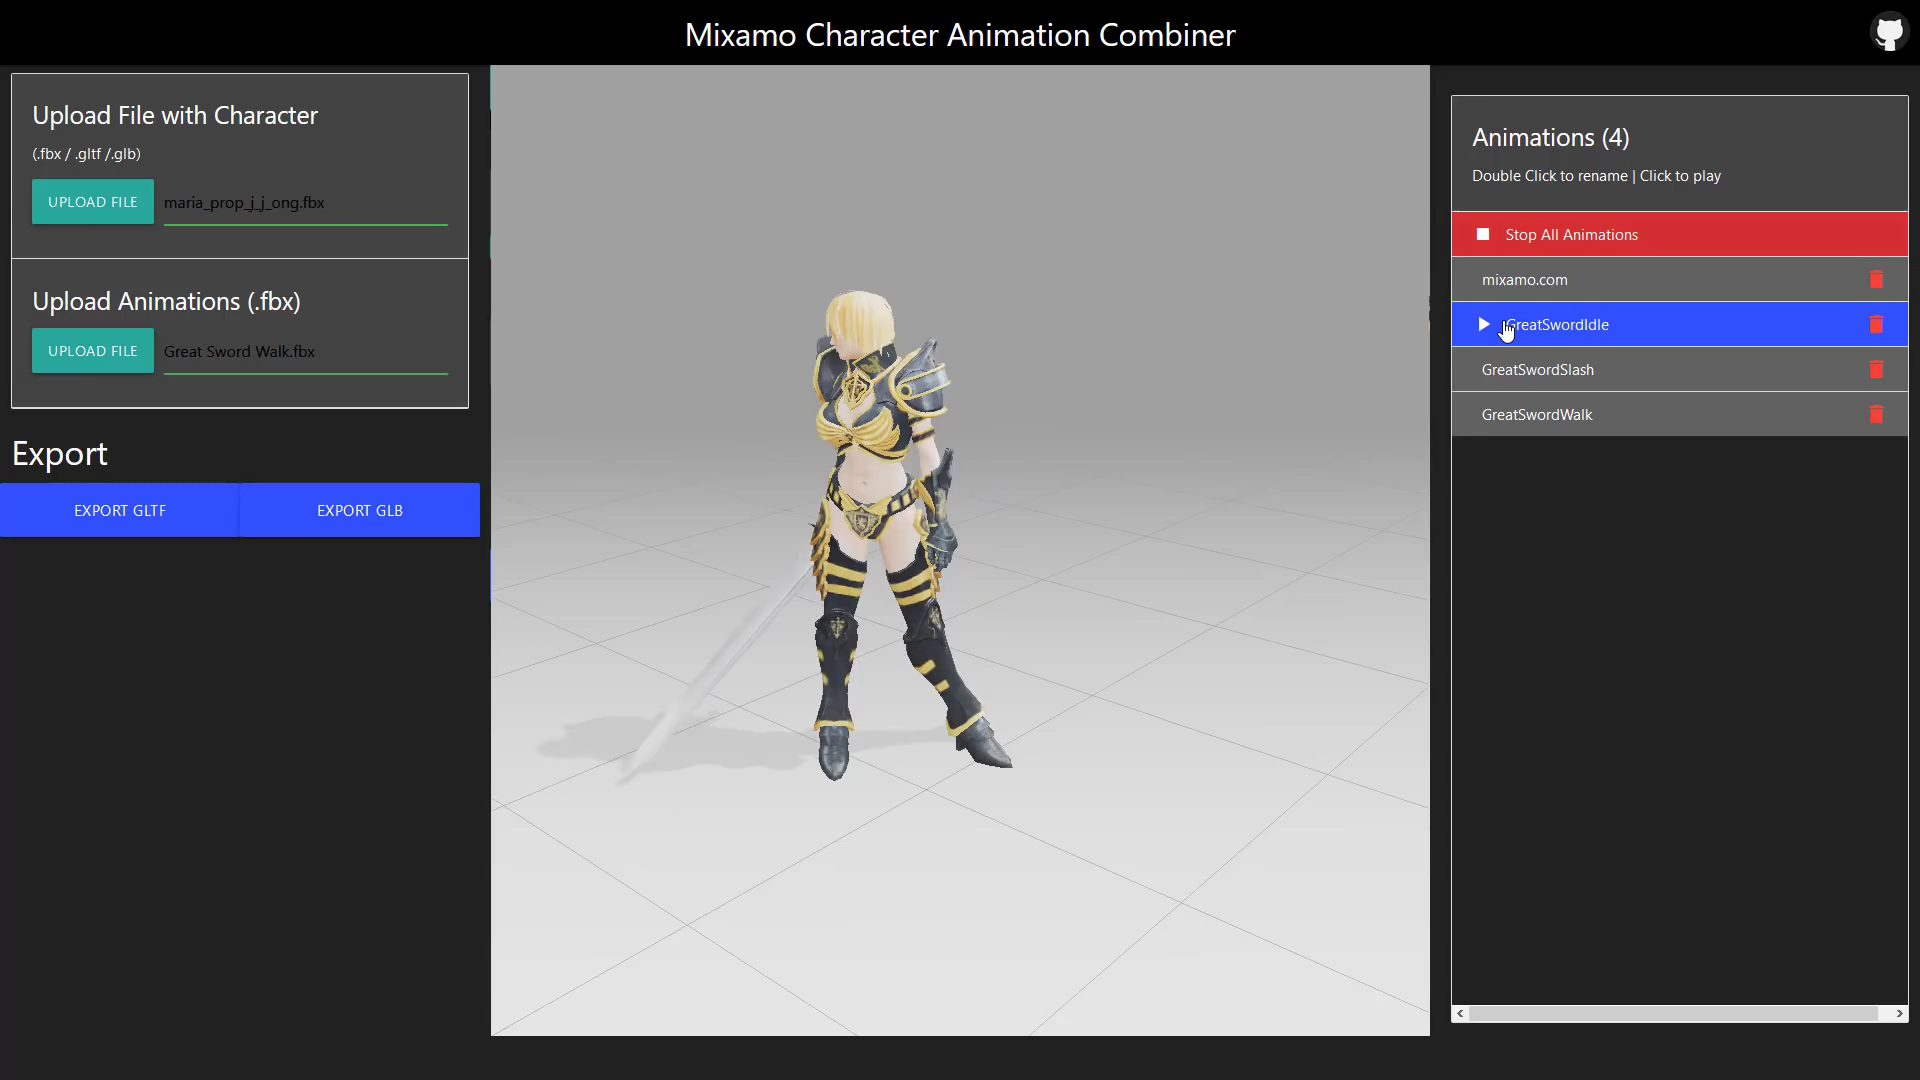 Mixamo Character Animation Combiner
Upload File with Character
(.fbx / .gltf /.glb)
UPLOAD FILE
maria_prop_j_j_ong.fbx
Upload Animations (.fbx)
UPLOAD FILE
Great Sword Walk.fbx
Export
EXPORT GLTF
EXPORT GLB
Animations (4)
Double Click to rename | Click to play
Stop All Animations
mixamo.com
GreatSwordIdle
GreatSwordSlash
GreatSwordWalk